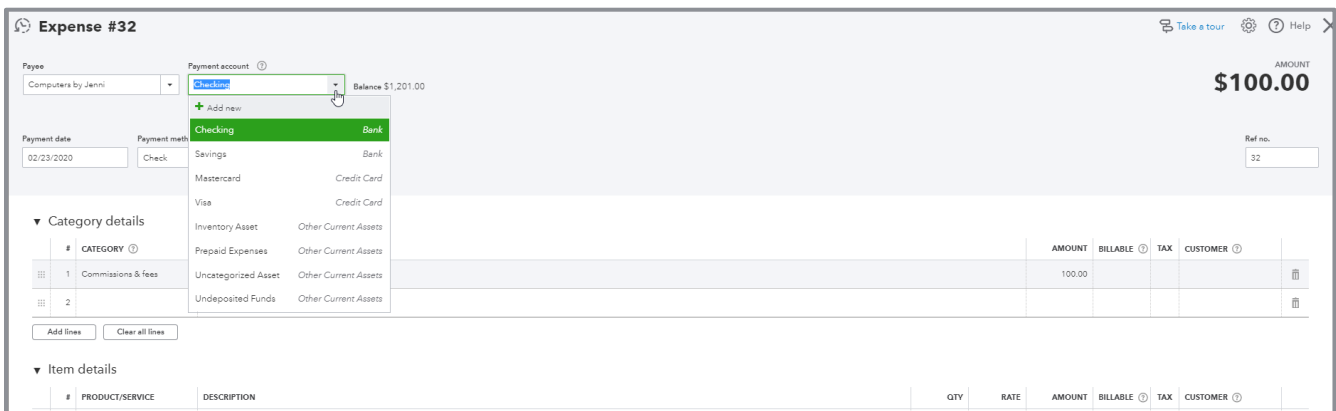 Expense #32
Take a tour
Help
Payee
Payment account
AMOUNT
Computers by Jenni
Checking
Balance $1,201.00
$100.00
+ Add new
Checking Bank
Payment date
Payment meth
Ref no.
02/23/2020
Check
32
Savings Bank
Mastercard Credit Card
Visa Credit Card
Inventory Asset Other Current Assets
Prepaid Expenses Other Current Assets
Uncategorized Asset Other Current Assets
Undeposited Funds Other Current Assets
Category details
# CATEGORY AMOUNT BILLABLE TAX CUSTOMER
1 Commissions & fees 100.00
2
Add lines Clear all lines
Item details
# PRODUCT/SERVICE DESCRIPTION QTY RATE AMOUNT BILLABLE TAX CUSTOMER